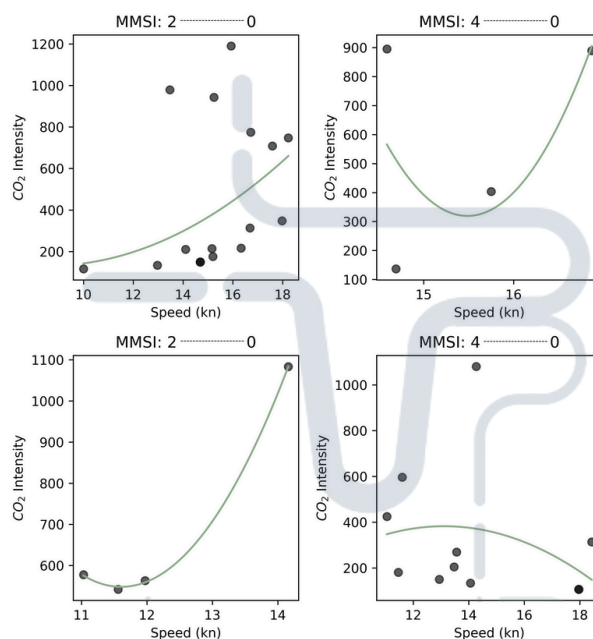 MMSI: 2 ------------ 0
CO2 Intensity
1200
1000
800
600
400
200
10 12 14 16 18
Speed (kn)
MMSI: 4 ------------ 0
CO2 Intensity
900
800
700
600
500
400
300
200
100
15 16
Speed (kn)
MMSI: 2 ------------ 0
CO2 Intensity
1100
1000
900
800
700
600
11 12 13 14
Speed (kn)
MMSI: 4 ------------ 0
CO2 Intensity
1000
800
600
400
200
12 14 16 18
Speed (kn)